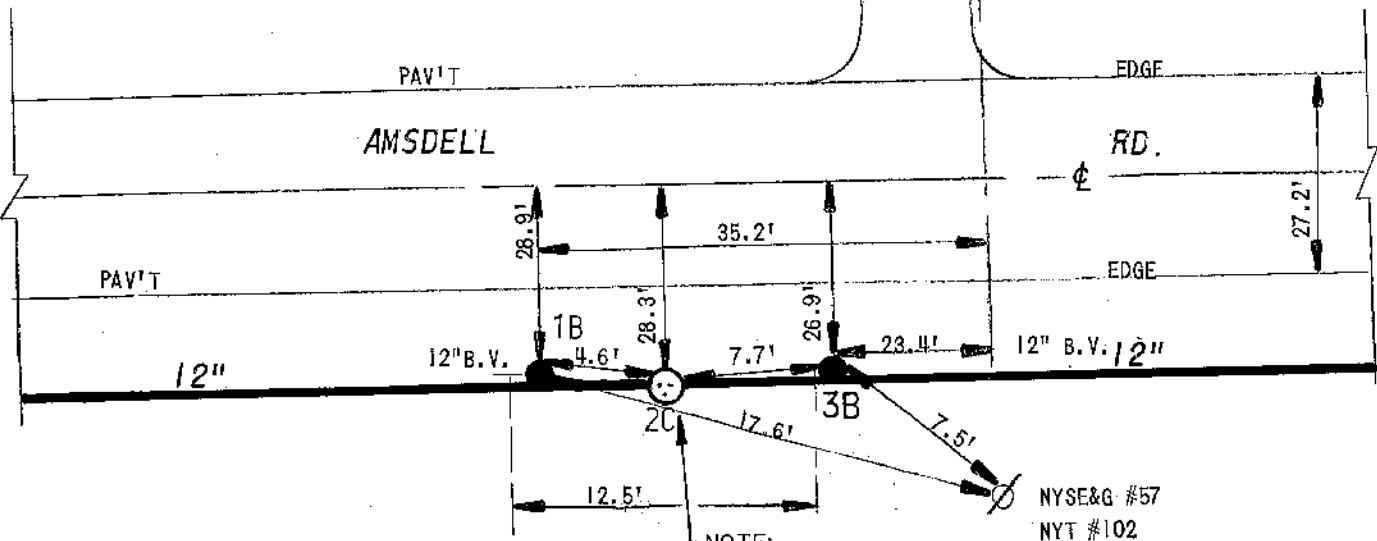 PAV'T EDGE
AMSDELL RD.
℄
27.2'
28.9'
35.2'
PAV'T EDGE
28.3'
26.9'
1B
12" B.V. 4.6' 7.7' 23.4' 12" B.V. 12"
12"
2C
3B
17.6'
7.5'
12.5'
NYSE&G #57
NYT #102
NOTE: